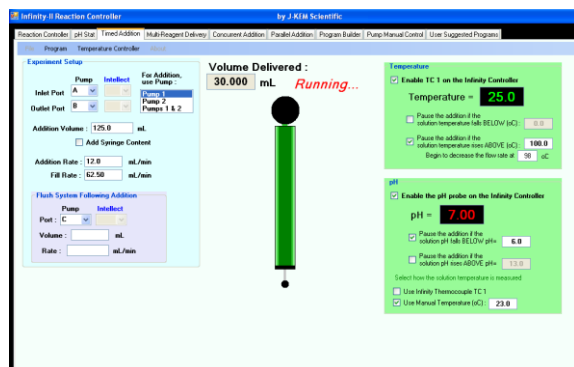 Infinity-II Reaction Controller by J-KEM Scientific
Reaction Controller pH Stat Timed Addition Multi-Reagent Delivery Concurrent Addition Parallel Addition Program Builder Pump Manual Control User Suggested Programs
Program Temperature Controller
Experiment Setup
Pump Intellect
For Addition, use Pump :
Inlet Port A
Pump 1
Pump 2
Pumps 1 & 2
Outlet Port B
Addition Volume : 125.0 mL
Add Syringe Content
Addition Rate : 12.0 mL/min
Fill Rate : 62.50 mL/min
Flush System Following Addition
Pump Intellect
Port : C
Volume : mL
Rate : mL/min
Volume Delivered :
30.000 mL Running...
Temperature
Enable TC 1 on the Infinity Controller
Temperature = 25.0
Pause the addition if the
solution temperature falls BELOW (oC) : 0.0
Pause the addition if the
solution temperature rises ABOVE (oC) : 100.0
Begin to decrease the flow rate at 98 oC
pH
Enable the pH probe on the Infinity Controller
pH = 7.00
Pause the addition if the
solution pH falls BELOW pH= 6.0
Pause the addition if the
solution pH rises ABOVE pH= 13.0
Select how the solution temperature is measured
Use Infinity Thermocouple TC 1
Use Manual Temperature (oC) : 23.0